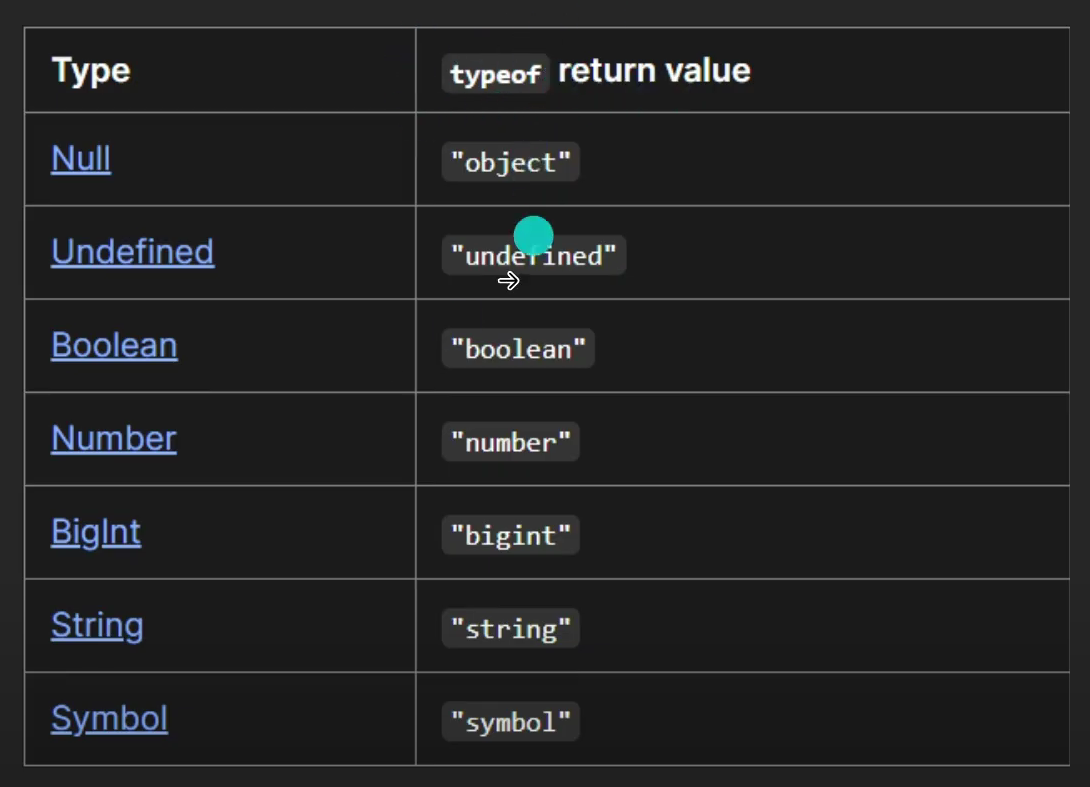 Type typeof return value
Null "object"
Undefined "undefined"
Boolean "boolean"
Number "number"
BigInt "bigint"
String "string"
Symbol "symbol"